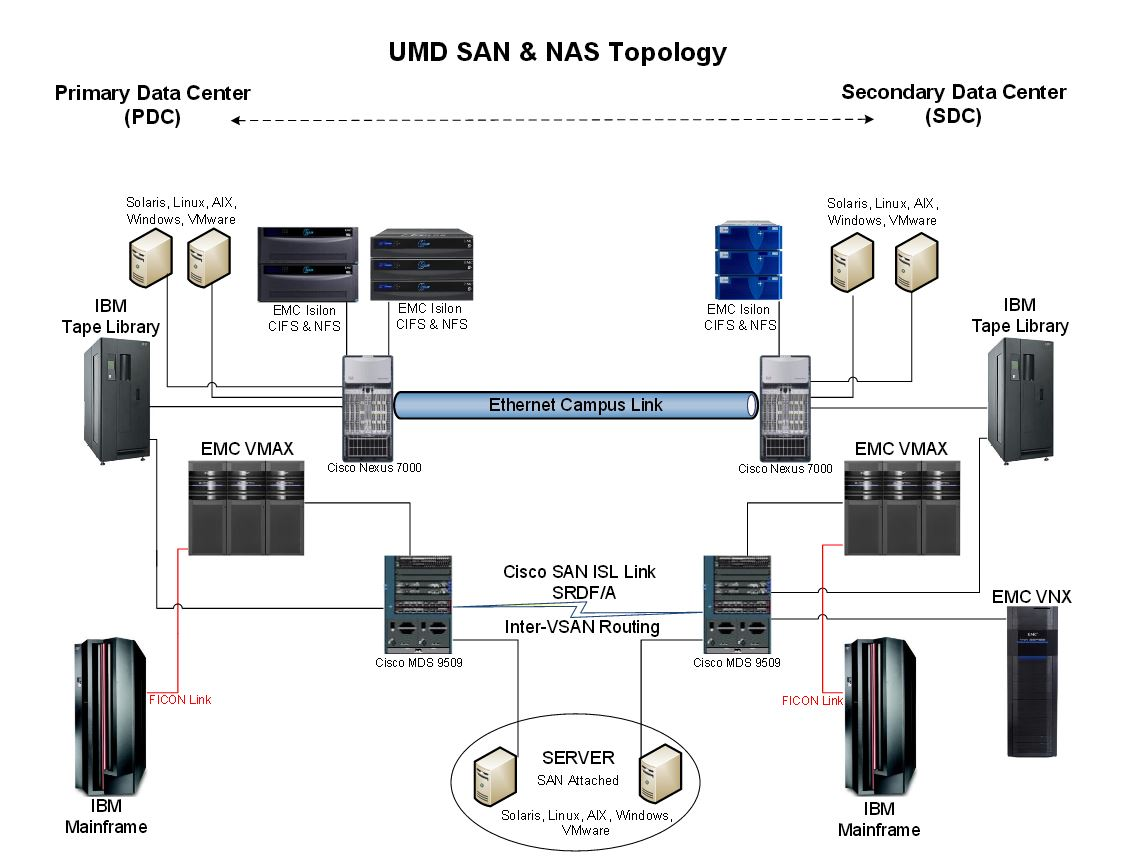 UMD SAN & NAS Topology
Primary Data Center
(PDC)
Secondary Data Center
(SDC)
Solaris, Linux, AIX,
Windows, VMware
Solaris, Linux, AIX,
Windows, VMware
IBM
Tape Library
EMC Isilon
CIFS & NFS
EMC Isilon
CIFS & NFS
EMC Isilon
CIFS & NFS
IBM
Tape Library
Ethernet Campus Link
EMC VMAX
Cisco Nexus 7000
Cisco Nexus 7000
EMC VMAX
Cisco SAN ISL Link
SRDF/A
Inter-VSAN Routing
EMC VNX
EMC
Cisco MDS 9509
Cisco MDS 9509
FICON Link
FICON Link
SERVER
SAN Attached
Solaris, Linux, AIX, Windows,
VMware
IBM
Mainframe
IBM
Mainframe